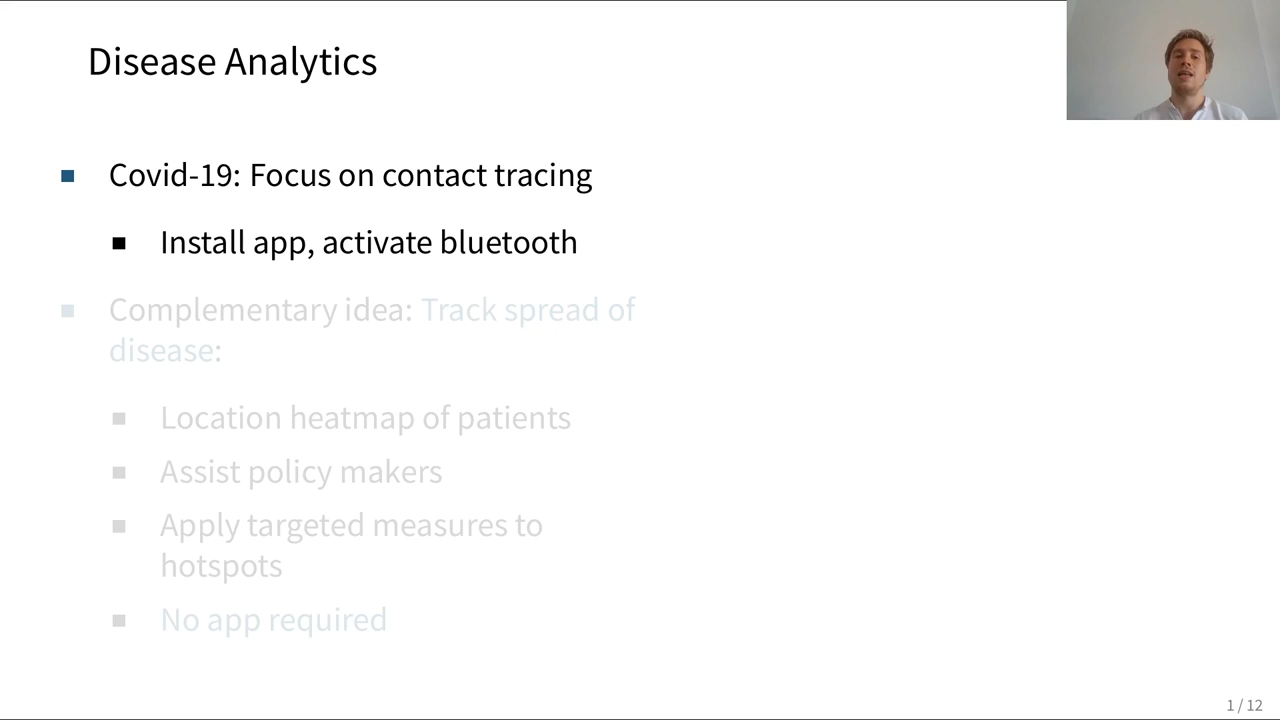 Disease Analytics
Covid-19: Focus on contact tracing
Install app, activate bluetooth
Complementary idea: Track spread of
disease:
Location heatmap of patients
Assist policy makers
Apply targeted measures to
hotspots
No app required
1 / 12